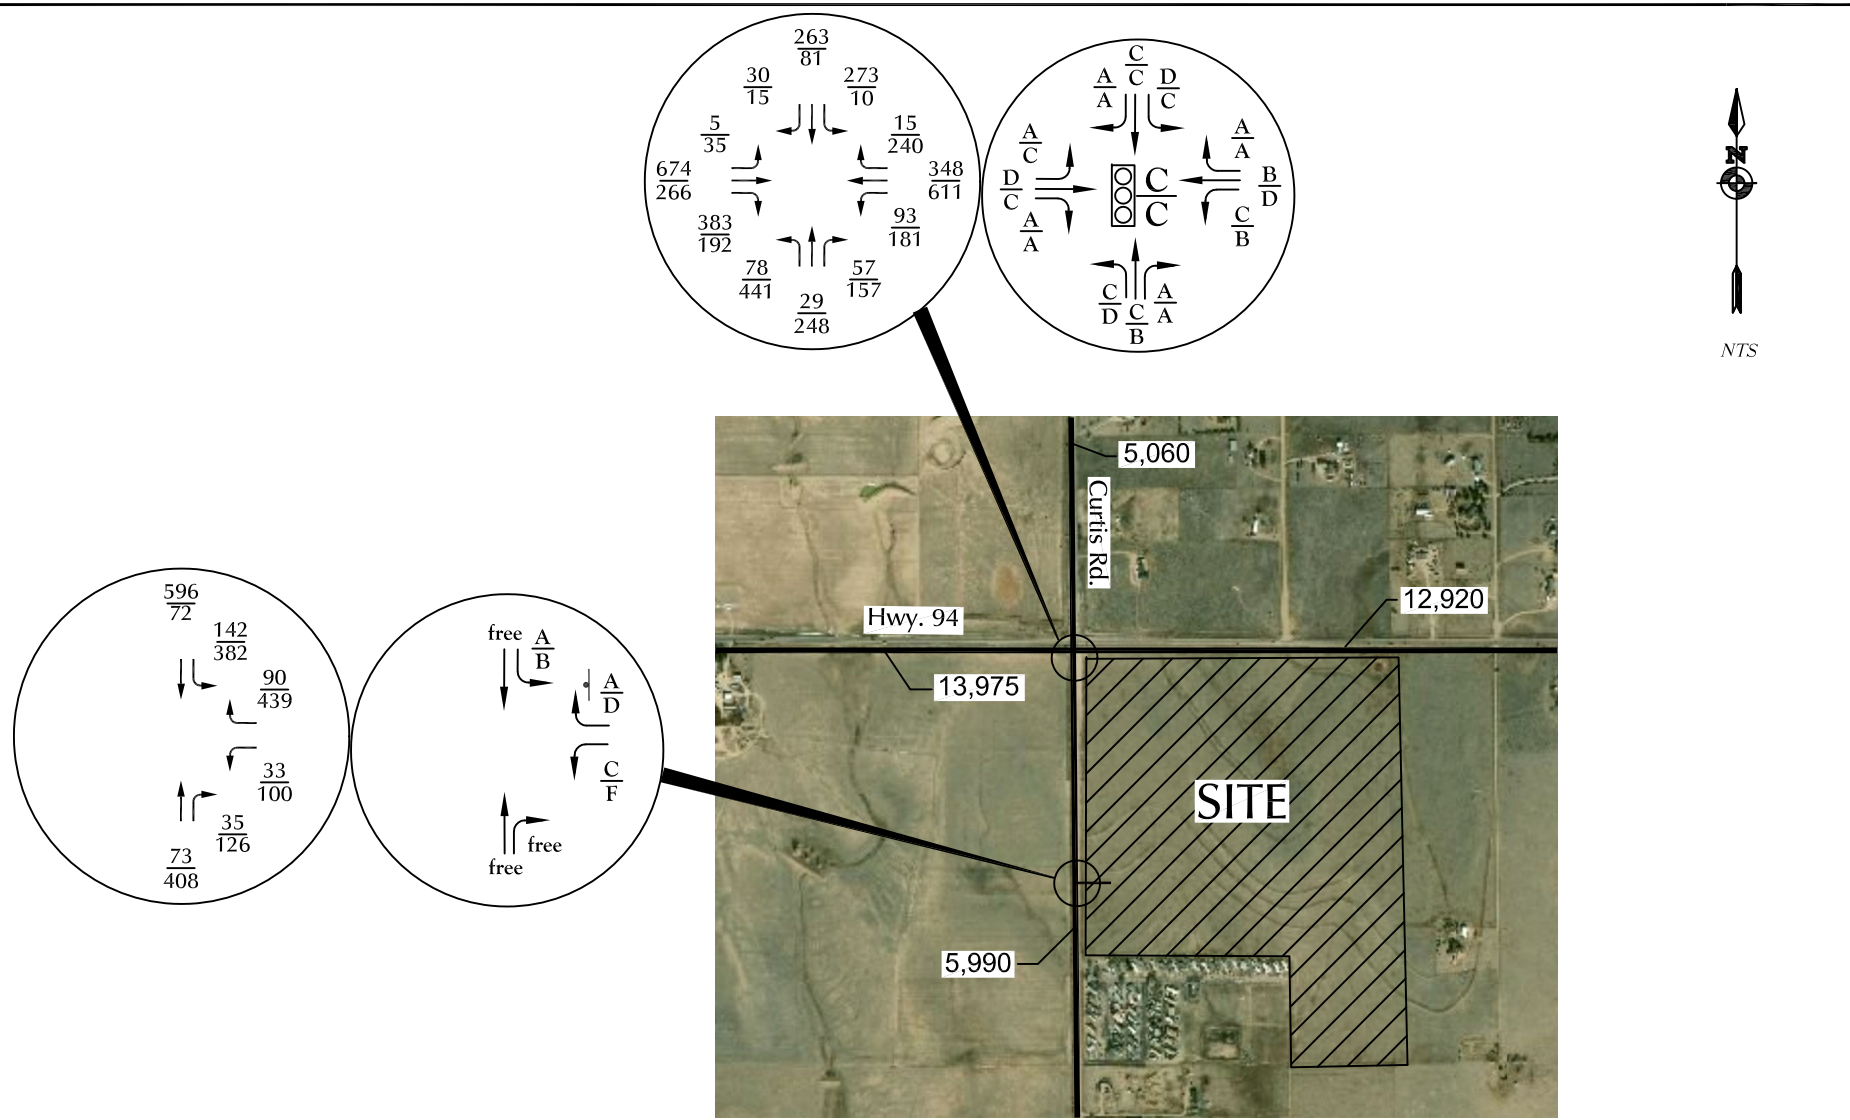 263
81
30
15
273
10
5
35
15
240
674
266
348
611
383
192
93
181
78
441
57
157
29
248
C
C
A
A
D
C
A
C
A
A
D
C
C
C
B
D
A
A
C
B
C
D
C
B
A
A
N
NTS
5,060
Curtis Rd.
Hwy. 94
12,920
13,975
SITE
5,990
596
72
142
382
90
439
33
100
35
126
73
408
free
A
B
A
D
C
F
free
free